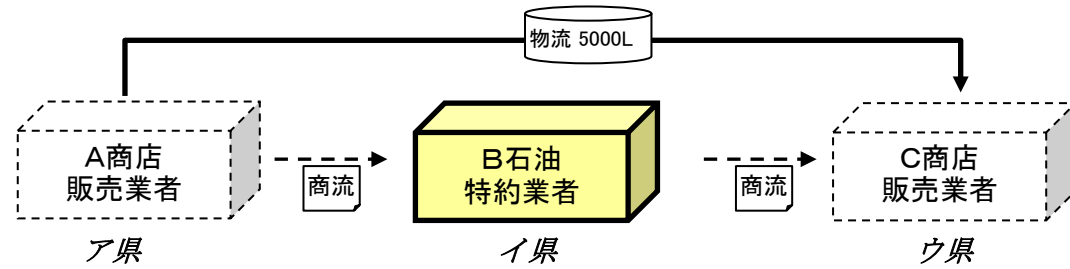 物流 5000L
A商店
販売業者
商流
B石油
特約業者
商流
C商店
販売業者
ア県
イ県
ウ県